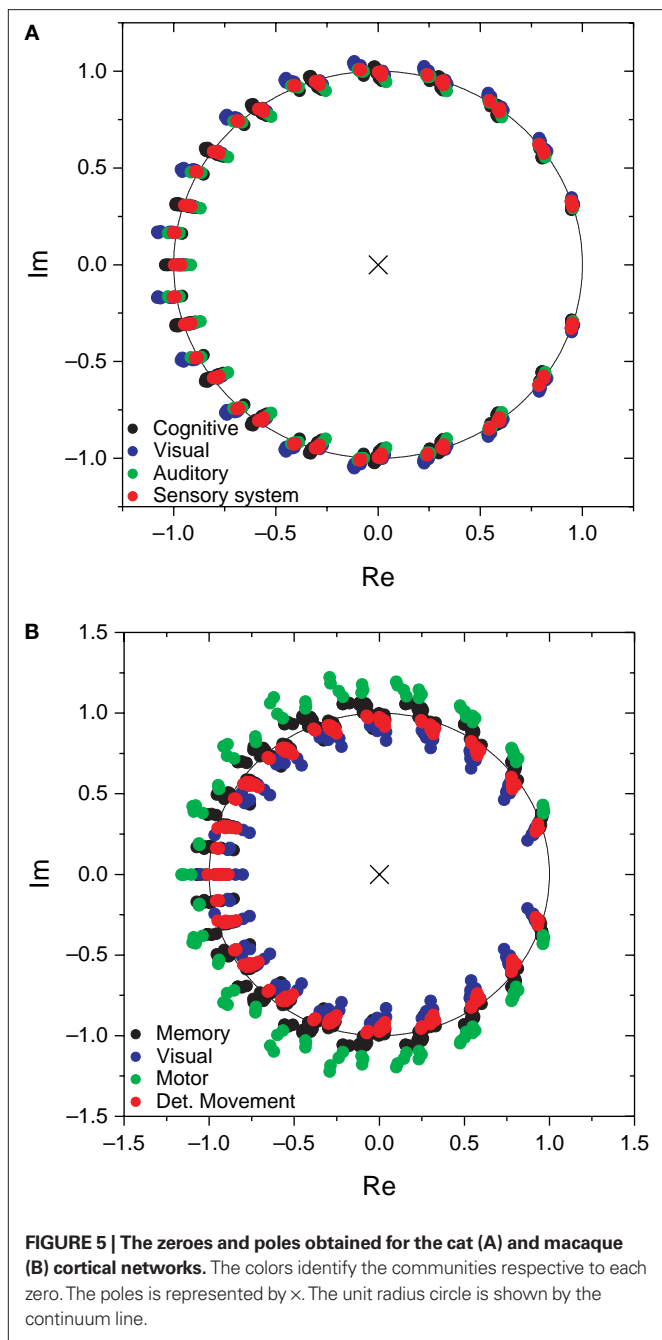 A
1.0
0.5
0.0
−0.5
−1.0
Im
Cognitive
Visual
Auditory
Sensory system
−1.0 −0.5 0.0 0.5 1.0
Re
B
1.5
1.0
0.5
0.0
−0.5
−1.0
−1.5
Im
Memory
Visual
Motor
Det. Movement
−1.5 −1.0 −0.5 0.0 0.5 1.0 1.5
Re
FIGURE 5 | The zeroes and poles obtained for the cat (A) and macaque
(B) cortical networks. The colors identify the communities respective to each
zero. The poles is represented by ×. The unit radius circle is shown by the
continuum line.